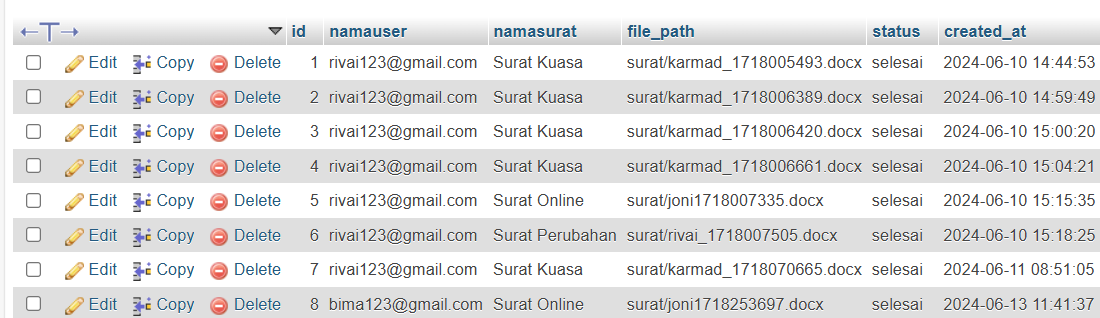 ←T→ id namauser namasurat file_path status created_at
Edit Copy Delete 1 rivai123@gmail.com Surat Kuasa surat/karmad_1718005493.docx selesai 2024-06-10 14:44:53
Edit Copy Delete 2 rivai123@gmail.com Surat Kuasa surat/karmad_1718006389.docx selesai 2024-06-10 14:59:49
Edit Copy Delete 3 rivai123@gmail.com Surat Kuasa surat/karmad_1718006420.docx selesai 2024-06-10 15:00:20
Edit Copy Delete 4 rivai123@gmail.com Surat Kuasa surat/karmad_1718006661.docx selesai 2024-06-10 15:04:21
Edit Copy Delete 5 rivai123@gmail.com Surat Online surat/joni1718007335.docx selesai 2024-06-10 15:15:35
Edit Copy Delete 6 rivai123@gmail.com Surat Perubahan surat/rivai_1718007505.docx selesai 2024-06-10 15:18:25
Edit Copy Delete 7 rivai123@gmail.com Surat Kuasa surat/karmad_1718070665.docx selesai 2024-06-11 08:51:05
Edit Copy Delete 8 bima123@gmail.com Surat Online surat/joni1718253697.docx selesai 2024-06-13 11:41:37